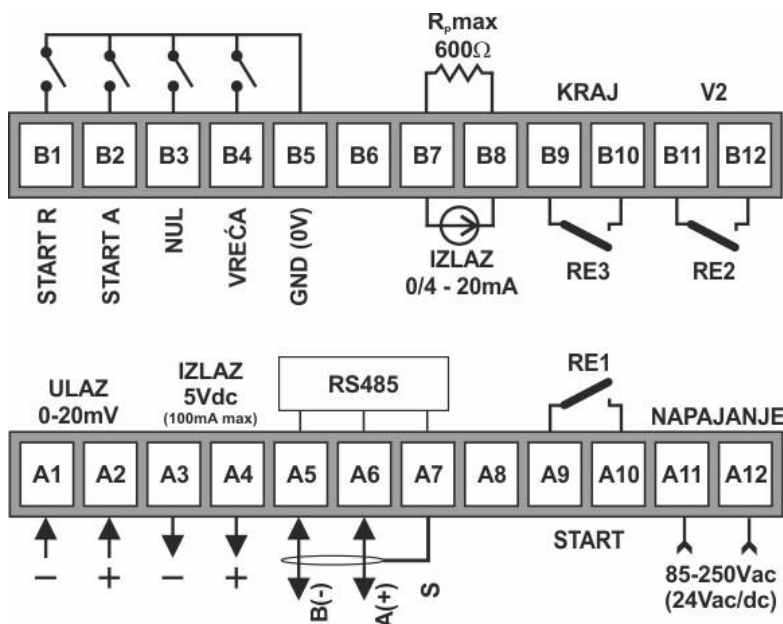 Rₚmax
600Ω
KRAJ V2
B1 B2 B3 B4 B5 B6 B7 B8 B9 B10 B11 B12
START R
START A
NUL
VREĆA
GND (0V)
IZLAZ
0/4 - 20mA
RE3
RE2
ULAZ
0-20mV
IZLAZ
5Vdc
(100mA max)
RS485
RE1
NAPAJANJE
A1 A2 A3 A4 A5 A6 A7 A8 A9 A10 A11 A12
− + − +
B(-)
A(+)
S
START
85-250Vac
(24Vac/dc)